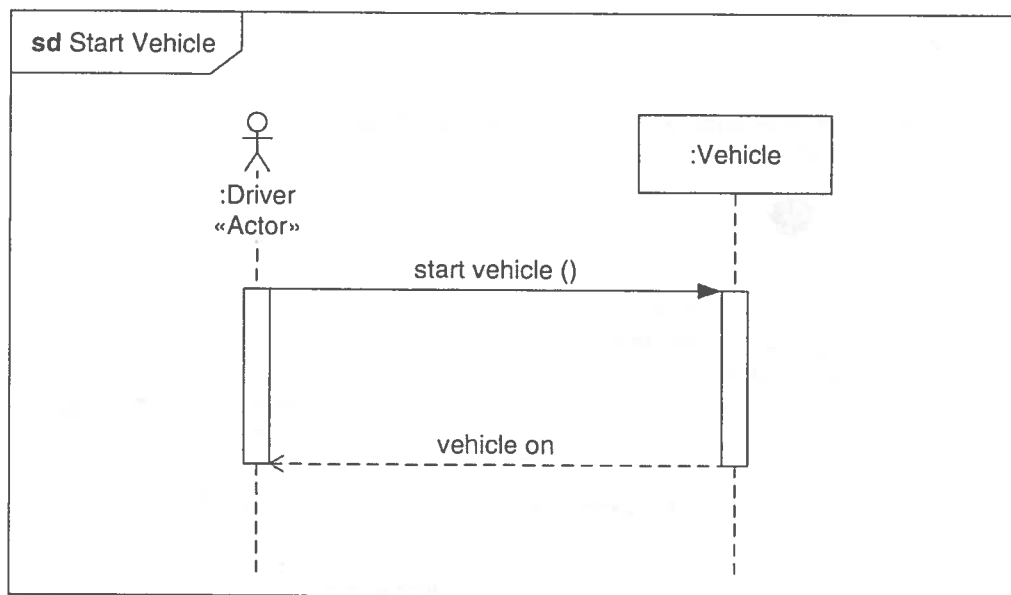 sd Start Vehicle
:Driver
«Actor»
:Vehicle
start vehicle ()
vehicle on